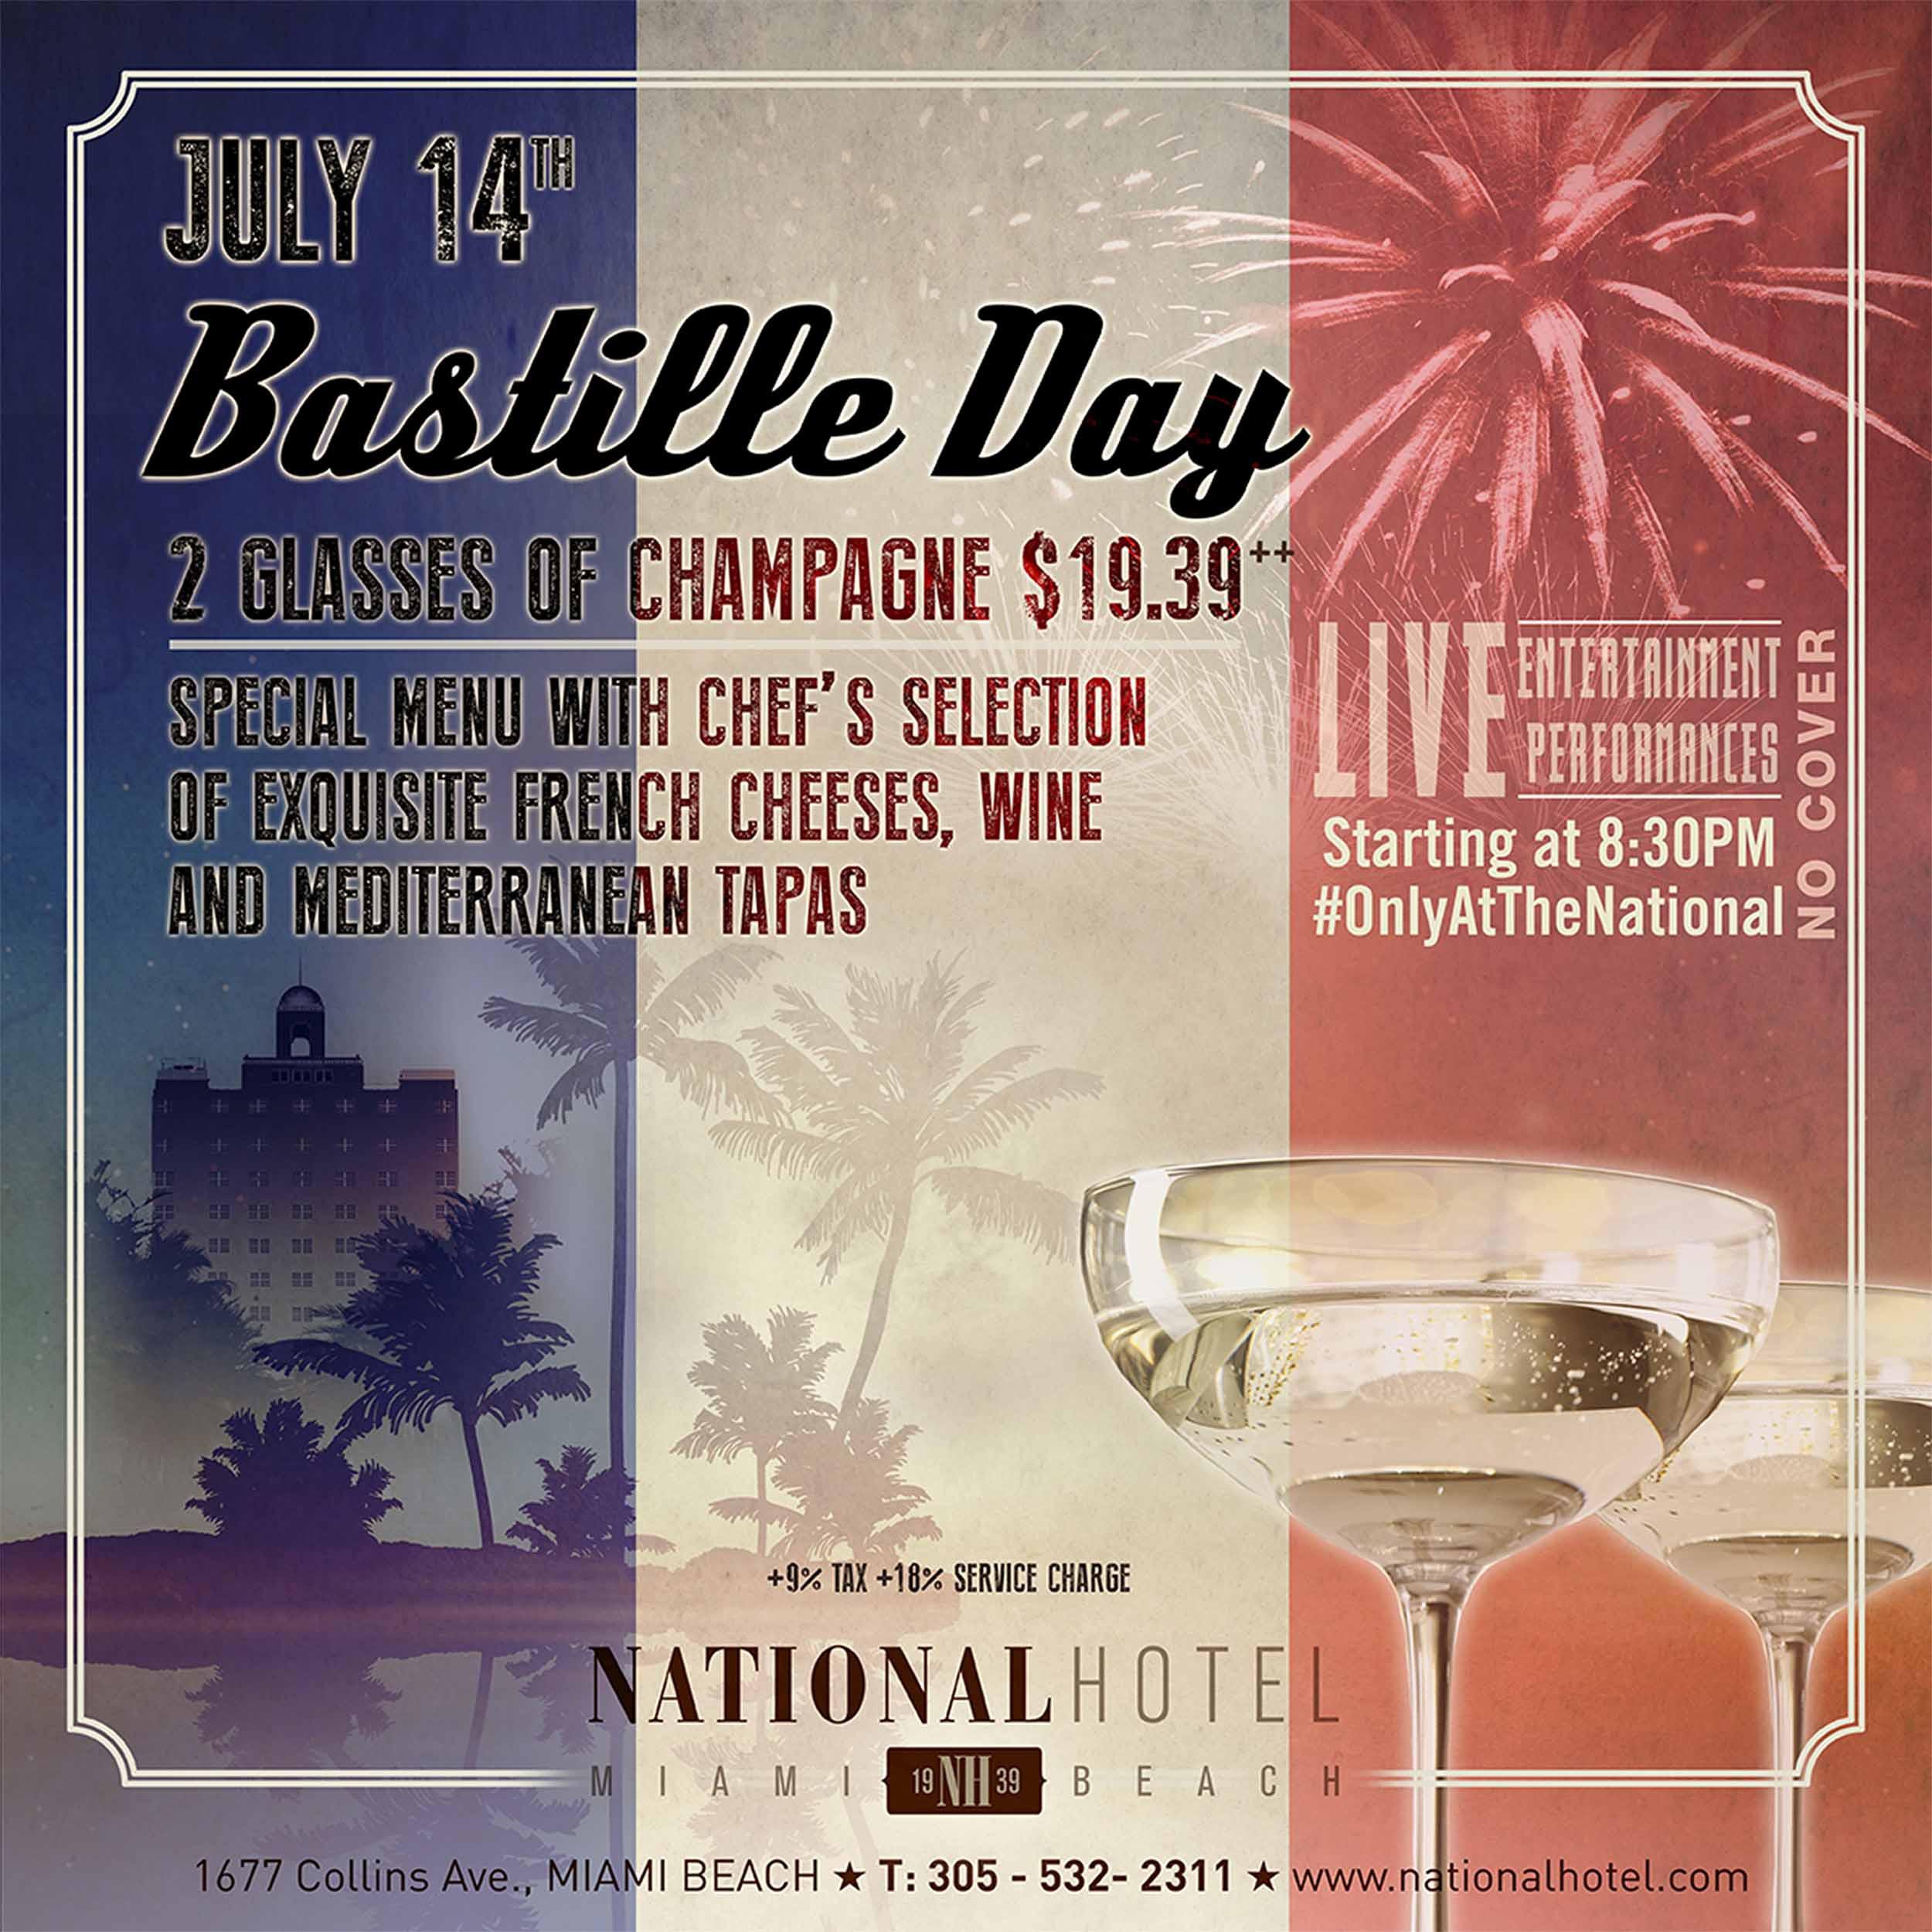 JULY 14TH
Bastille Day
2 GLASSES OF CHAMPAGNE $19.39++
SPECIAL MENU WITH CHEF'S SELECTION
OF EXQUISITE FRENCH CHEESES, WINE
AND MEDITERRANEAN TAPAS
LIVE ENTERTAINMENT
PERFORMANCES
Starting at 8:30PM
#OnlyAtTheNational
NO COVER
+9% TAX +18% SERVICE CHARGE
NATIONAL HOTEL
MIAMI 19 NH 39 BEACH
1677 Collins Ave., MIAMI BEACH ★ T: 305 - 532- 2311 ★ www.nationalhotel.com